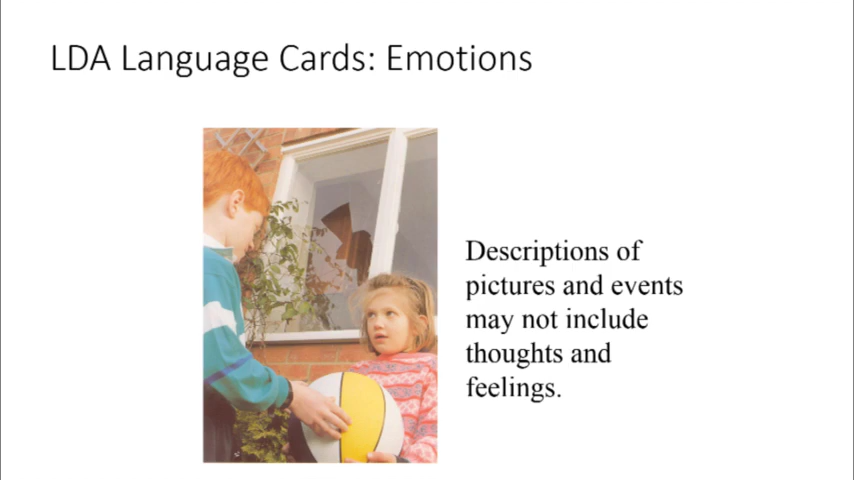 LDA Language Cards: Emotions
Descriptions of
pictures and events
may not include
thoughts and
feelings.